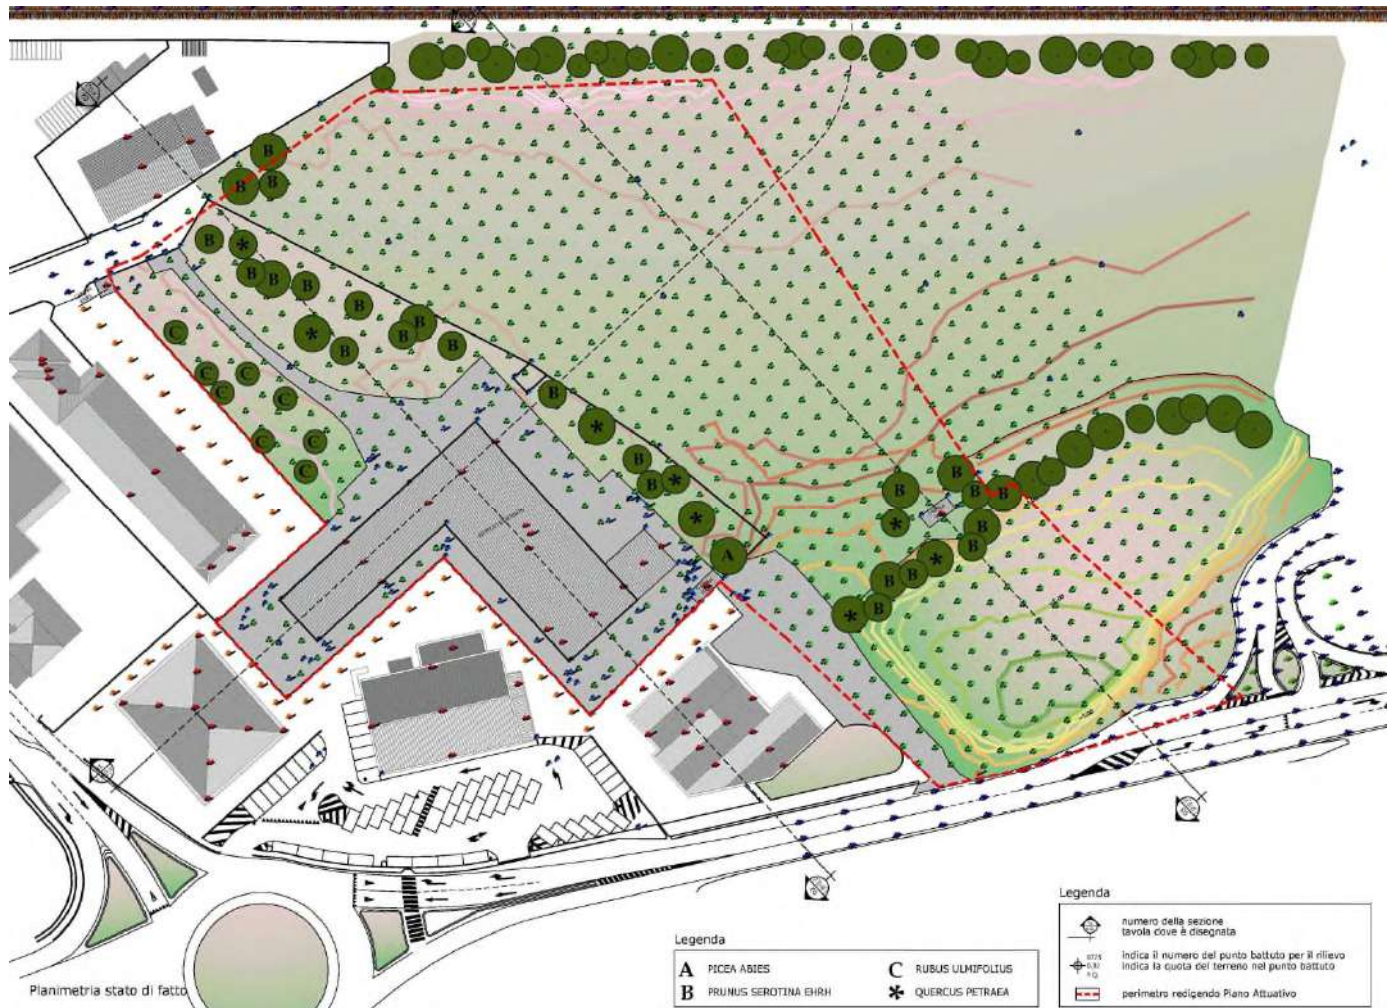 Planimetria stato di fatto
Legenda
A PICEA ABIES
B PRUNUS SEROTINA EHRH
C RUBUS ULMIFOLIUS
* QUERCUS PETRAEA
Legenda
numero della sezione
tavola dove è disegnata
indica il numero del punto battuto per il rilievo
indica la quota del terreno nel punto battuto
perimetro redigendo Piano Attuativo
B
B
B
B
*
B
B
B
B
*
B
B
B
B
C
C
C
C
C
C
C
C
B
*
B
B
*
*
A
B
B
B
B
*
B
B
*
B
B
*
B